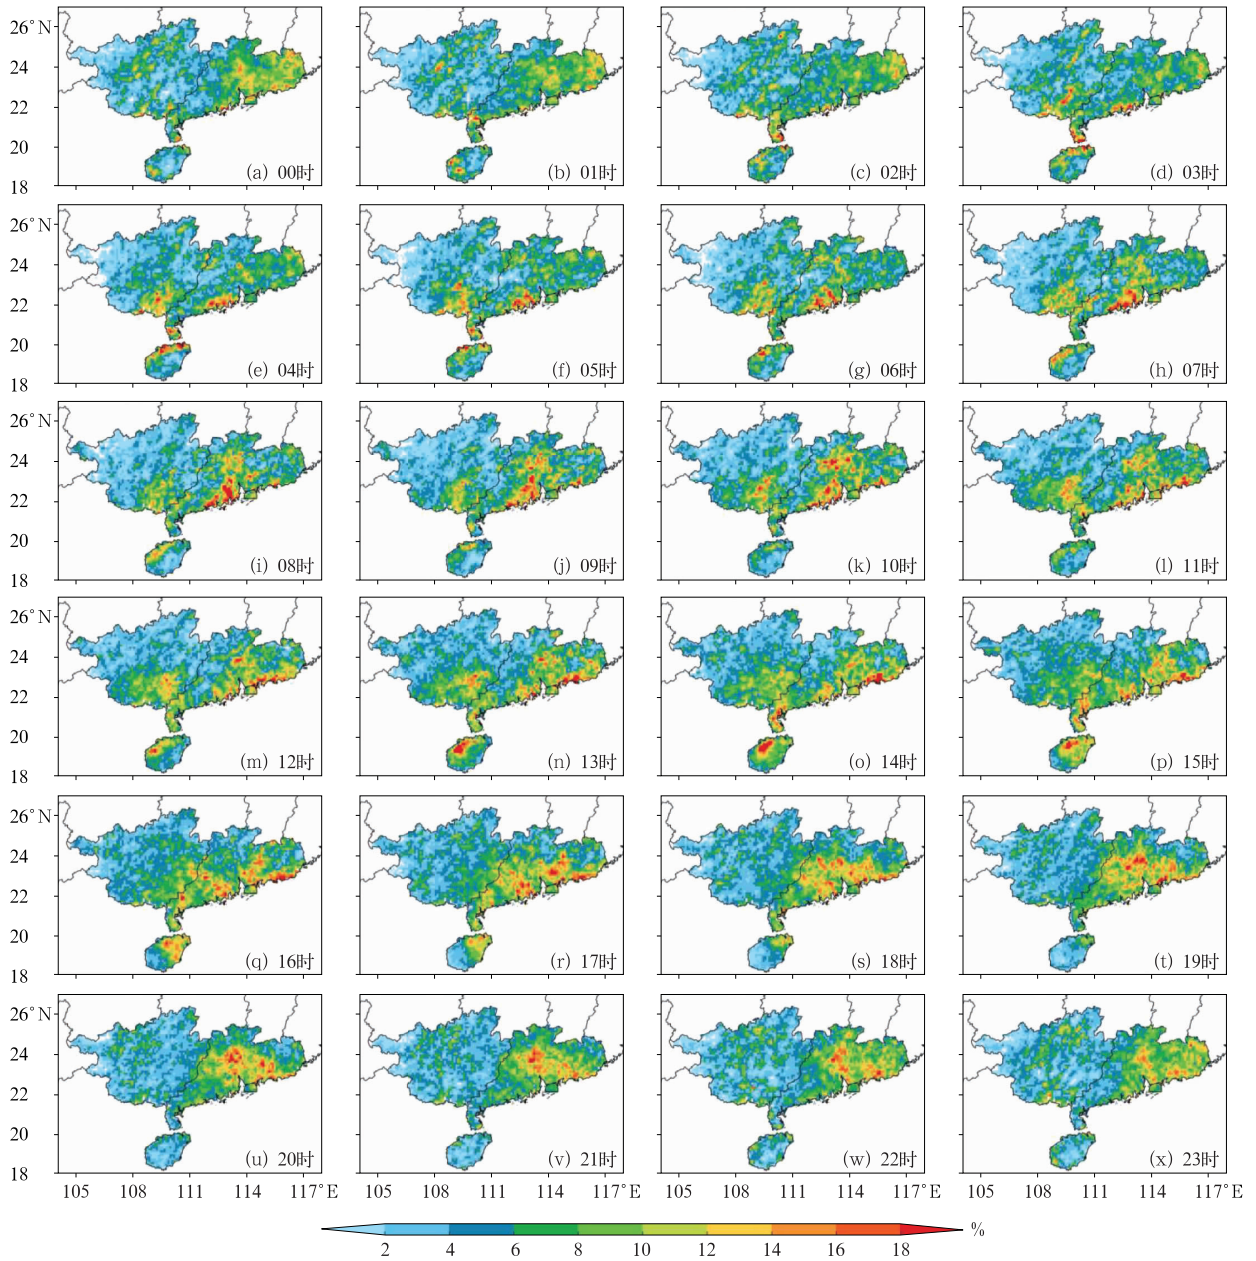 26°N
24
22
20
18
(a) 00时
(b) 01时
(c) 02时
(d) 03时
26°N
24
22
20
18
(e) 04时
(f) 05时
(g) 06时
(h) 07时
26°N
24
22
20
18
(i) 08时
(j) 09时
(k) 10时
(l) 11时
26°N
24
22
20
18
(m) 12时
(n) 13时
(o) 14时
(p) 15时
26°N
24
22
20
18
(q) 16时
(r) 17时
(s) 18时
(t) 19时
26°N
24
22
20
18
(u) 20时
(v) 21时
(w) 22时
(x) 23时
105 108 111 114 117°E 105 108 111 114 117°E 105 108 111 114 117°E 105 108 111 114 117°E
2 4 6 8 10 12 14 16 18 %